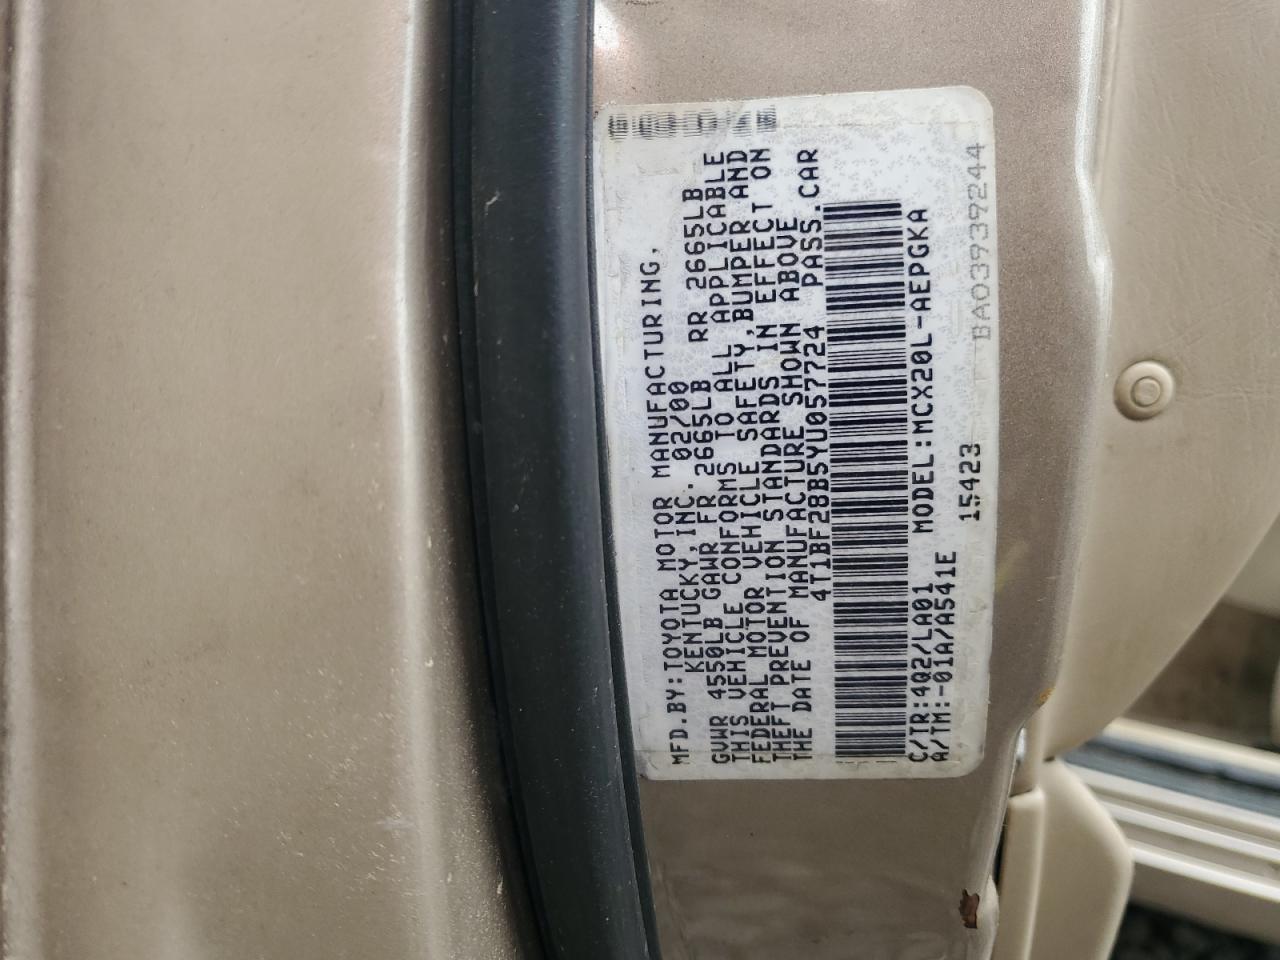 MFD.BY:TOYOTA MOTOR MANUFACTURING,
KENTUCKY,INC. 02/00
GVWR 4550LB GAWR FR 2665LB RR 2665LB
THIS VEHICLE CONFORMS TO ALL APPLICABLE
FEDERAL MOTOR VEHICLE SAFETY,BUMPER AND
THEFT PREVENTION STANDARDS IN EFFECT ON
THE DATE OF MANUFACTURE SHOWN ABOVE
4T1BF28B5YU057724 PASS.CAR
C/TR:4Q2/LA01 MODEL:MCX20L-AEPGKA
A/TM:-01A/A541E
15423
BA03939244